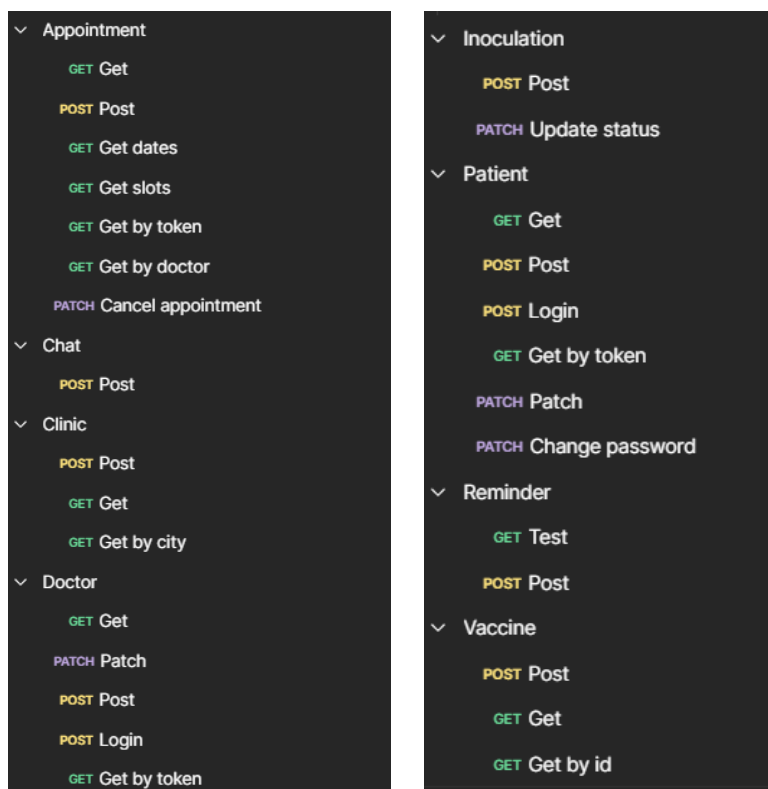 Appointment
GET Get
POST Post
GET Get dates
GET Get slots
GET Get by token
GET Get by doctor
PATCH Cancel appointment
Chat
POST Post
Clinic
POST Post
GET Get
GET Get by city
Doctor
GET Get
PATCH Patch
POST Post
POST Login
GET Get by token
Inoculation
POST Post
PATCH Update status
Patient
GET Get
POST Post
POST Login
GET Get by token
PATCH Patch
PATCH Change password
Reminder
GET Test
POST Post
Vaccine
POST Post
GET Get
GET Get by id